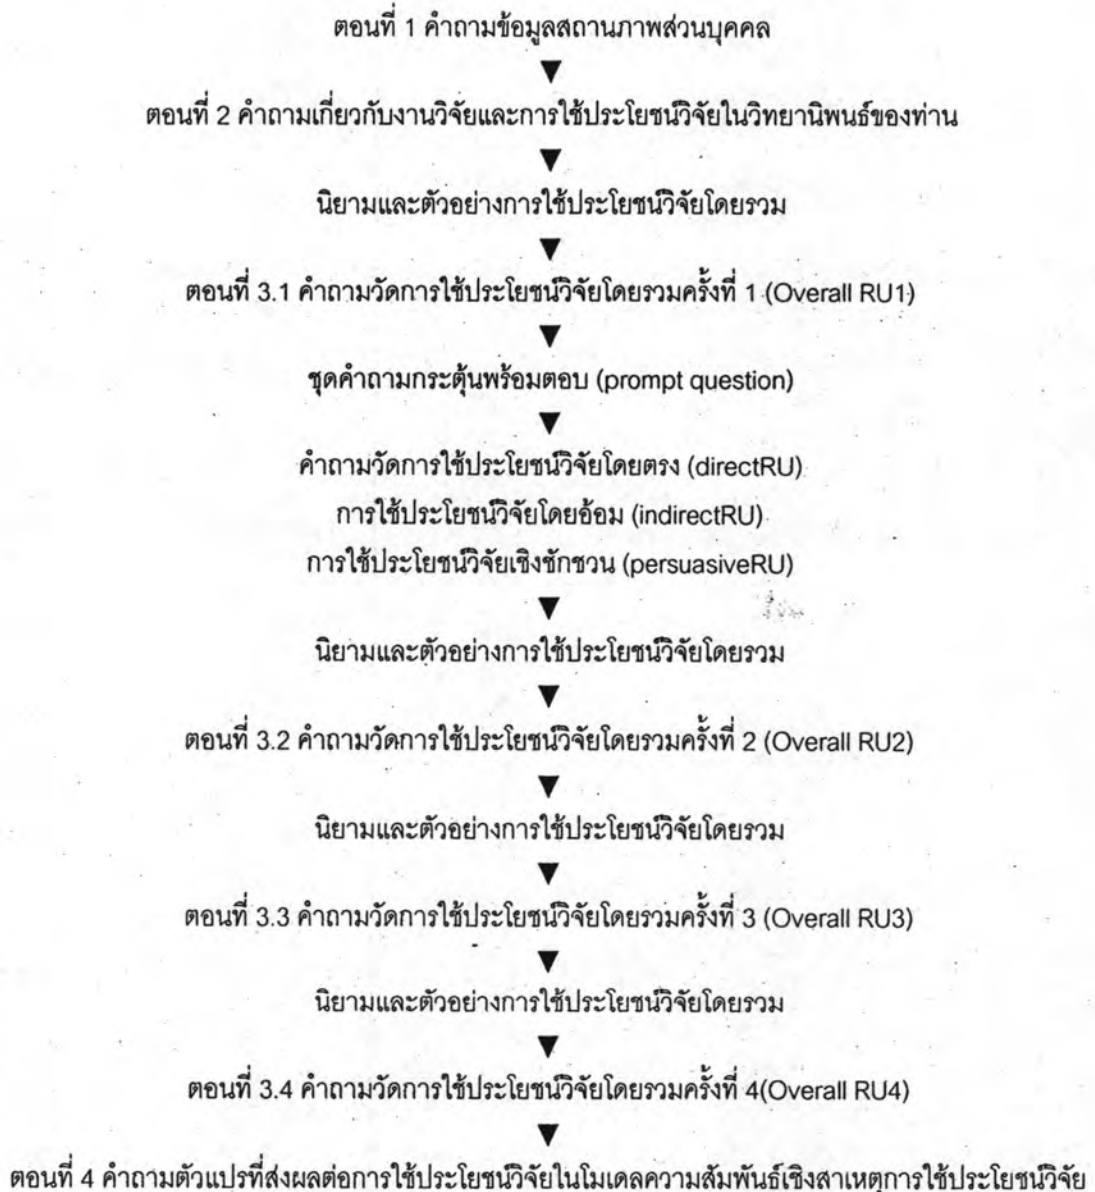 ตอนที่ 1 คำถามข้อมูลสถานภาพส่วนบุคคล
ตอนที่ 2 คำถามเกี่ยวกับงานวิจัยและการใช้ประโยชน์วิจัยในวิทยานิพนธ์ของท่าน
นิยามและตัวอย่างการใช้ประโยชน์วิจัยโดยรวม
ตอนที่ 3.1 คำถามวัดการใช้ประโยชน์วิจัยโดยรวมครั้งที่ 1 (Overall RU1)
ชุดคำถามกระตุ้นพร้อมตอบ (prompt question)
คำถามวัดการใช้ประโยชน์วิจัยโดยตรง (directRU)
การใช้ประโยชน์วิจัยโดยอ้อม (indirectRU)
การใช้ประโยชน์วิจัยเชิงชักชวน (persuasiveRU)
นิยามและตัวอย่างการใช้ประโยชน์วิจัยโดยรวม
ตอนที่ 3.2 คำถามวัดการใช้ประโยชน์วิจัยโดยรวมครั้งที่ 2 (Overall RU2)
นิยามและตัวอย่างการใช้ประโยชน์วิจัยโดยรวม
ตอนที่ 3.3 คำถามวัดการใช้ประโยชน์วิจัยโดยรวมครั้งที่ 3 (Overall RU3)
นิยามและตัวอย่างการใช้ประโยชน์วิจัยโดยรวม
ตอนที่ 3.4 คำถามวัดการใช้ประโยชน์วิจัยโดยรวมครั้งที่ 4(Overall RU4)
ตอนที่ 4 คำถามตัวแปรที่ส่งผลต่อการใช้ประโยชน์วิจัยในโมเดลความสัมพันธ์เชิงสาเหตุการใช้ประโยชน์วิจัย